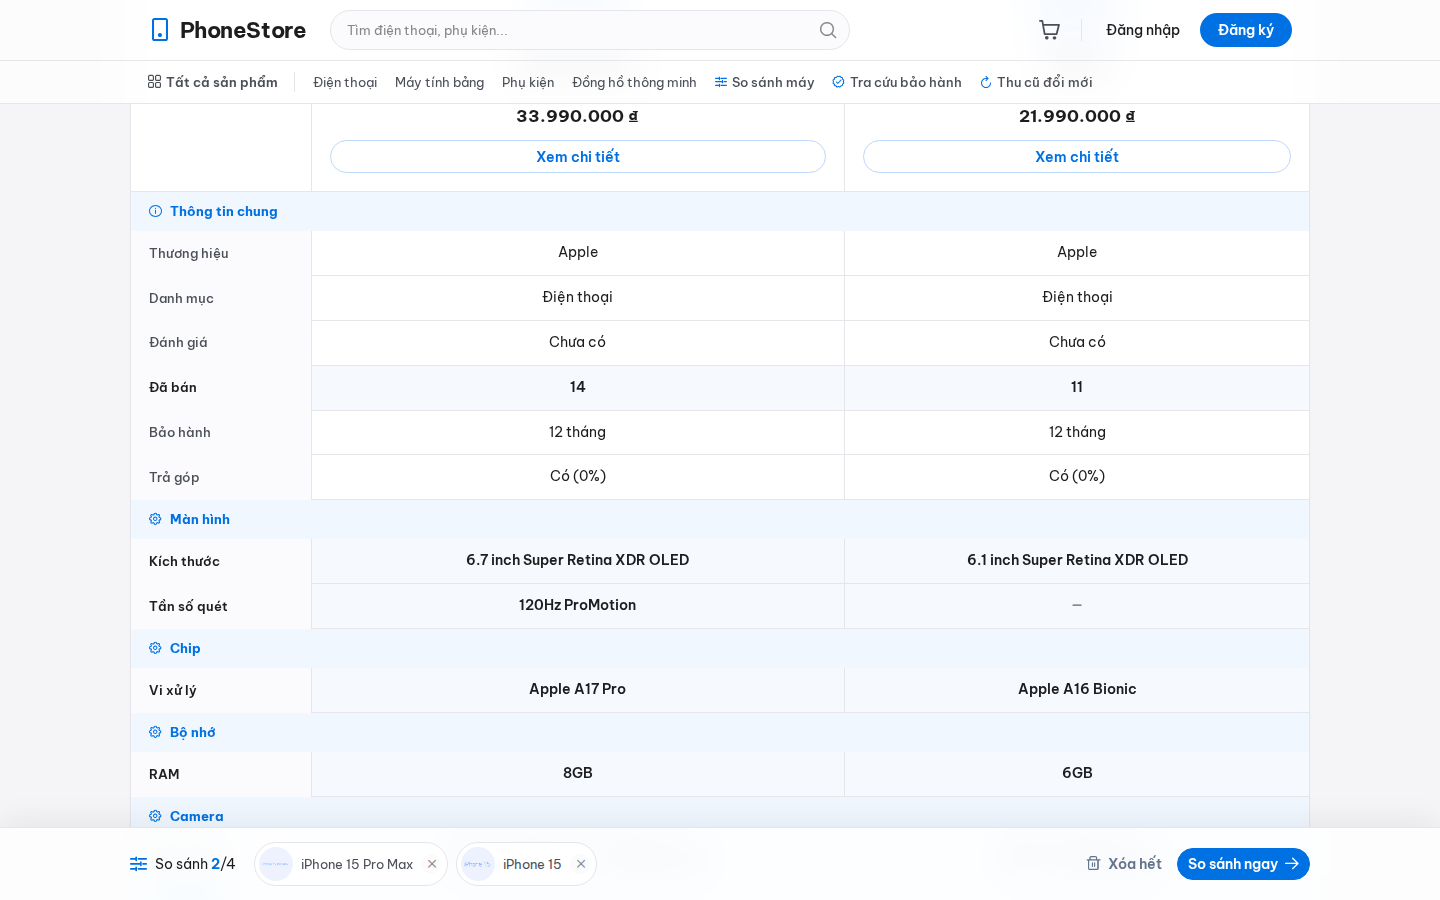 PhoneStore
Tìm điện thoại, phụ kiện...
Đăng nhập
Đăng ký
Tất cả sản phẩm
Điện thoại
Máy tính bảng
Phụ kiện
Đồng hồ thông minh
So sánh máy
Tra cứu bảo hành
Thu cũ đổi mới
33.990.000 ₫
21.990.000 ₫
Xem chi tiết
Xem chi tiết
Thông tin chung
Thương hiệu
Apple
Apple
Danh mục
Điện thoại
Điện thoại
Đánh giá
Chưa có
Chưa có
Đã bán
14
11
Bảo hành
12 tháng
12 tháng
Trả góp
Có (0%)
Có (0%)
Màn hình
Kích thước
6.7 inch Super Retina XDR OLED
6.1 inch Super Retina XDR OLED
Tần số quét
120Hz ProMotion
—
Chip
Vi xử lý
Apple A17 Pro
Apple A16 Bionic
Bộ nhớ
RAM
8GB
6GB
Camera
So sánh 2/4
iPhone 15 Pro Max
iPhone 15
Xóa hết
So sánh ngay